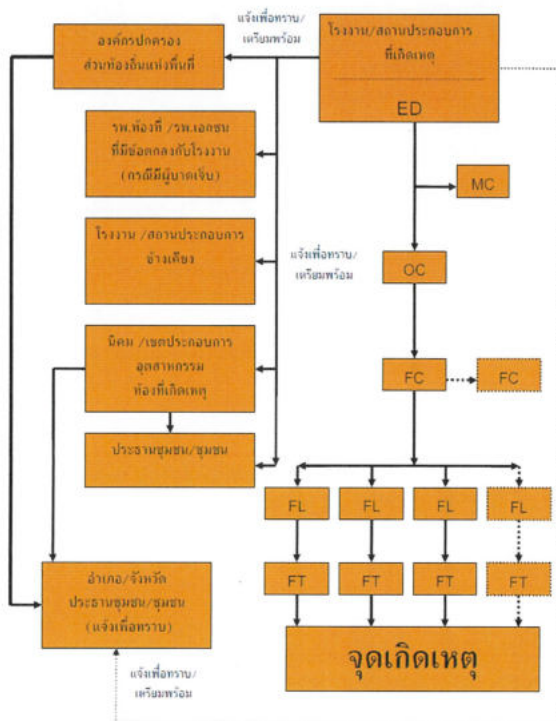 แจ้งเพื่อทราบ/
เตรียมพร้อม
องค์กรปกครอง
ส่วนท้องถิ่นแห่งพื้นที่
โรงงาน/สถานประกอบการ
ที่เกิดเหตุ
ED
รพ.ท้องที่ /รพ.เอกชน
ที่มีข้อตกลงกับโรงงาน
(กรณีมีผู้บาดเจ็บ)
MC
โรงงาน /สถานประกอบการ
ข้างเคียง
แจ้งเพื่อทราบ/
เตรียมพร้อม
OC
นิคม /เขตประกอบการ
อุตสาหกรรม
ท้องที่เกิดเหตุ
FC
FC
ประธานชุมชน/ชุมชน
FL
FL
FL
FL
อำเภอ/จังหวัด
ประธานชุมชน/ชุมชน
(แจ้งเพื่อทราบ)
FT
FT
FT
FT
จุดเกิดเหตุ
แจ้งเพื่อทราบ/
เตรียมพร้อม